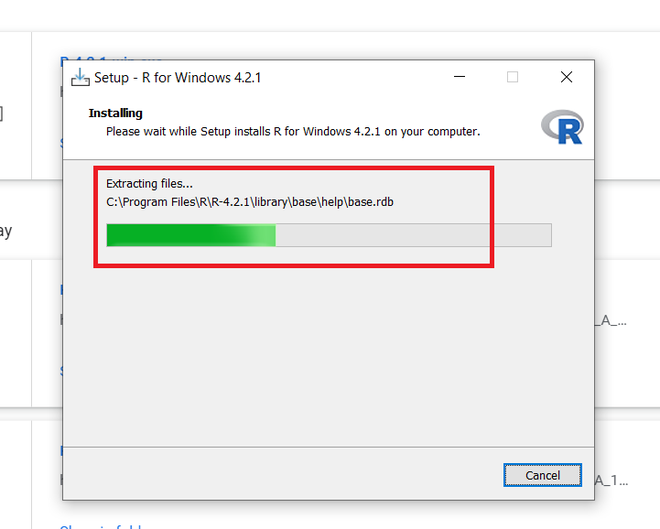 Setup - R for Windows 4.2.1
Installing
Please wait while Setup installs R for Windows 4.2.1 on your computer.
R
Extracting files...
C:\Program Files\R\R-4.2.1\library\base\help\base.rdb
ay
_A_...
_A_1...
Cancel